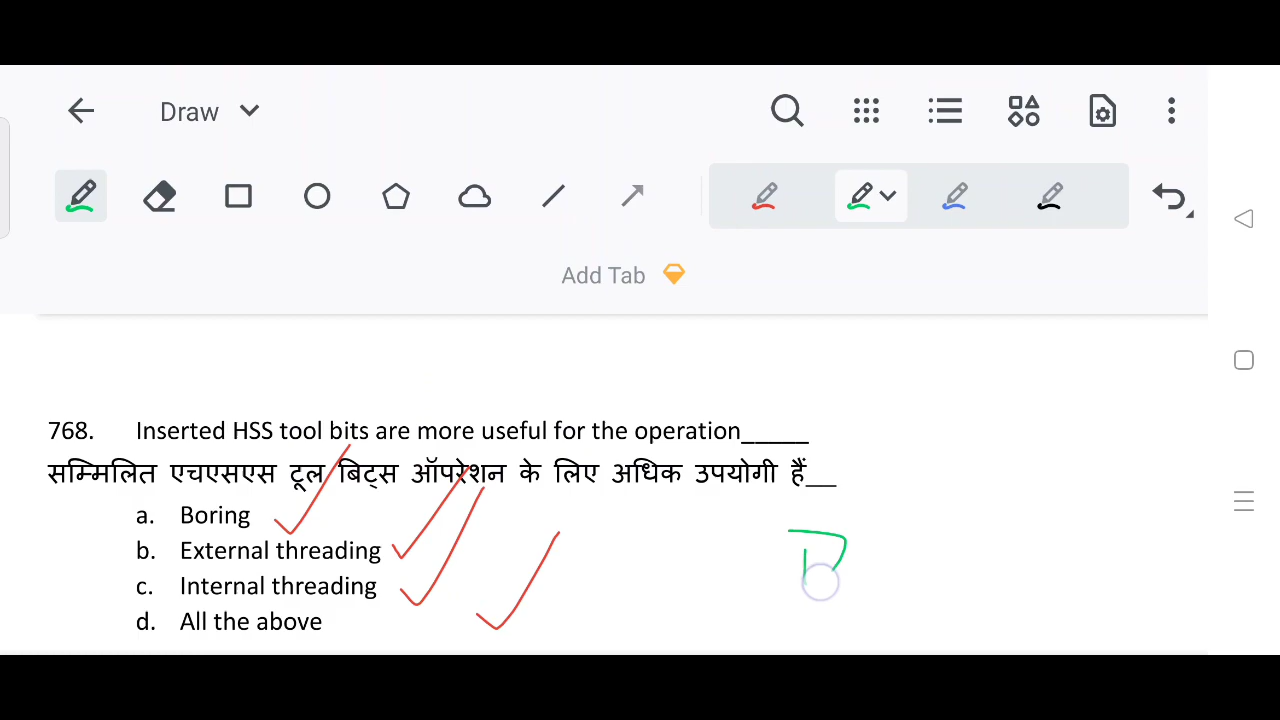 Draw
Add Tab
768. Inserted HSS tool bits are more useful for the operation_____
सम्मिलित एचएसएस टूल बिट्स ऑपरेशन के लिए अधिक उपयोगी हैं__
a. Boring
b. External threading
c. Internal threading
d. All the above